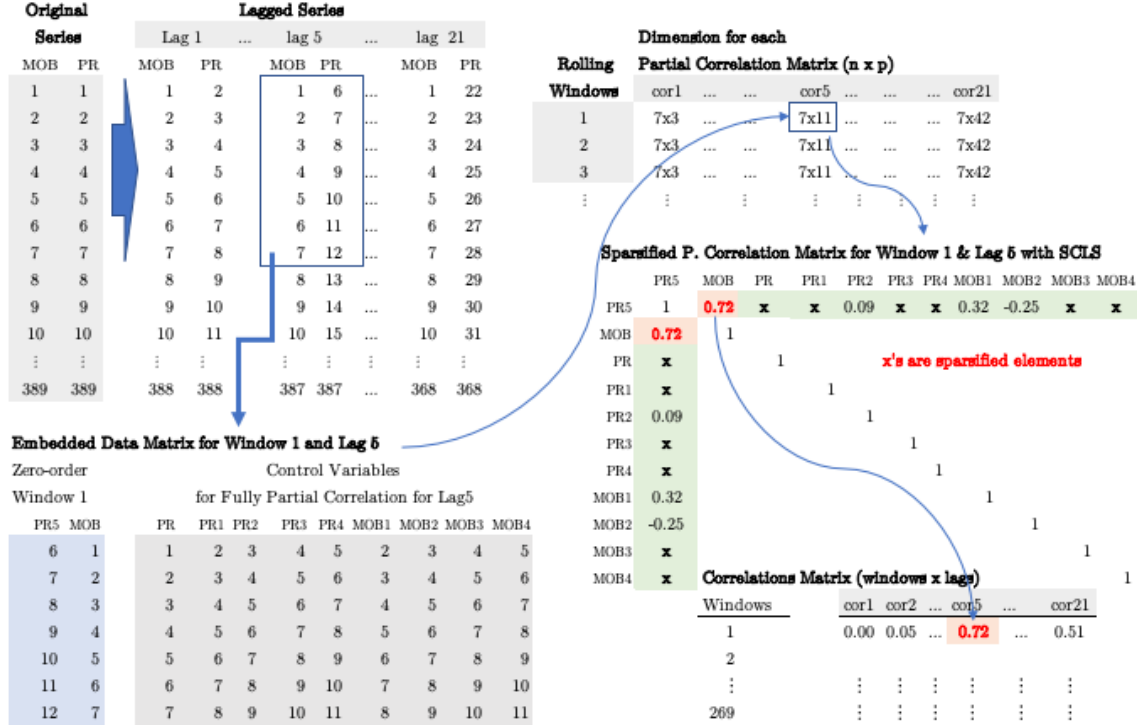 Original Lagged Series
Series Lag 1 ... lag 5 ... lag 21
MOB PR MOB PR MOB PR MOB PR
1 1 1 2 1 6 ... 1 22
2 2 2 3 2 7 ... 2 23
3 3 3 4 3 8 ... 3 24
4 4 4 5 4 9 ... 4 25
5 5 5 6 5 10 ... 5 26
6 6 6 7 6 11 ... 6 27
7 7 7 8 7 12 ... 7 28
8 8 8 9 8 13 ... 8 29
9 9 9 10 9 14 ... 9 30
10 10 10 11 10 15 ... 10 31
⋮ ⋮ ⋮ ⋮ ⋮ ⋮ ⋮ ⋮
389 389 388 388 387 387 ... 368 368
Dimension for each
Rolling Partial Correlation Matrix (n x p)
Windows cor1 ... ... cor5 ... ... ... cor21
1 7x3 ... ... 7x11 ... ... ... 7x42
2 7x3 ... ... 7x11 ... ... ... 7x42
3 7x3 ... ... 7x11 ... ... ... 7x42
⋮ ⋮ ⋮ ⋮ ⋮ ⋮ ⋮ ⋮
Sparsified P. Correlation Matrix for Window 1 & Lag 5 with SCLS
PR5 MOB PR PR1 PR2 PR3 PR4 MOB1 MOB2 MOB3 MOB4
PR5 1 0.72 x x 0.09 x x 0.32 -0.25 x x
MOB 0.72 1
PR x 1 x's are sparsified elements
PR1 x 1
PR2 0.09 1
PR3 x 1
PR4 x 1
MOB1 0.32 1
MOB2 -0.25 1
MOB3 x 1
MOB4 x 1
Embedded Data Matrix for Window 1 and Lag 5
Zero-order Control Variables
Window 1 for Fully Partial Correlation for Lag5
PR5 MOB PR PR1 PR2 PR3 PR4 MOB1 MOB2 MOB3 MOB4
6 1 1 2 3 4 5 2 3 4 5
7 2 2 3 4 5 6 3 4 5 6
8 3 3 4 5 6 7 4 5 6 7
9 4 4 5 6 7 8 5 6 7 8
10 5 5 6 7 8 9 6 7 8 9
11 6 6 7 8 9 10 7 8 9 10
12 7 7 8 9 10 11 8 9 10 11
Correlations Matrix (windows x lags)
Windows cor1 cor2 ... cor5 ... cor21
1 0.00 0.05 ... 0.72 ... 0.51
2
⋮ ⋮ ⋮ ⋮ ⋮ ⋮ ⋮
269 ⋮ ⋮ ⋮ ⋮ ⋮ ⋮